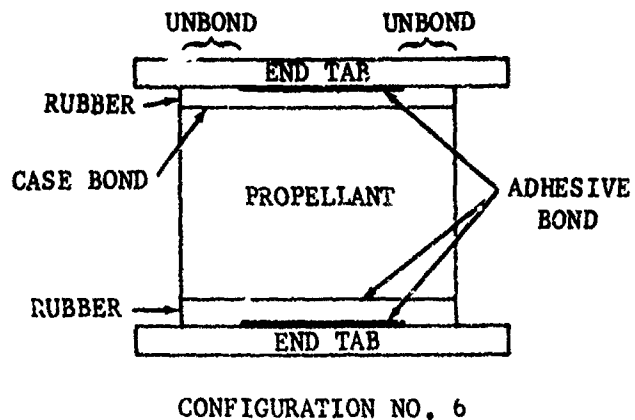 UNBOND UNBOND
END TAB
RUBBER
CASE BOND
PROPELLANT
ADHESIVE
BOND
RUBBER
END TAB
CONFIGURATION NO. 6